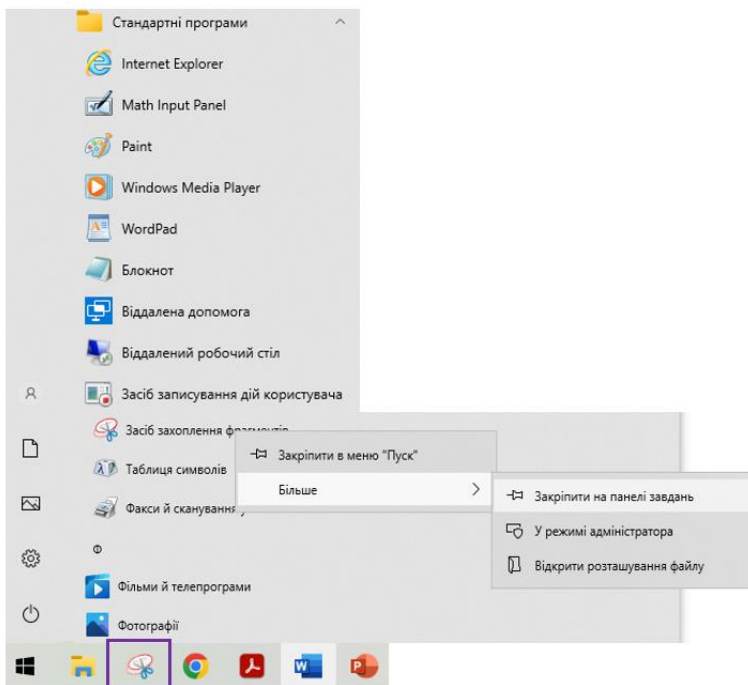 Стандартні програми
Internet Explorer
Math Input Panel
Paint
Windows Media Player
WordPad
Блокнот
Віддалена допомога
Віддалений робочий стіл
Засіб записування дій користувача
Засіб захоплення фрагментів
Закріпити в меню "Пуск"
Таблиця символів
Більше
Закріпити на панелі завдань
Факси й сканування
У режимі адміністратора
Ф
Відкрити розташування файлу
Фільми й телепрограми
Фотографії